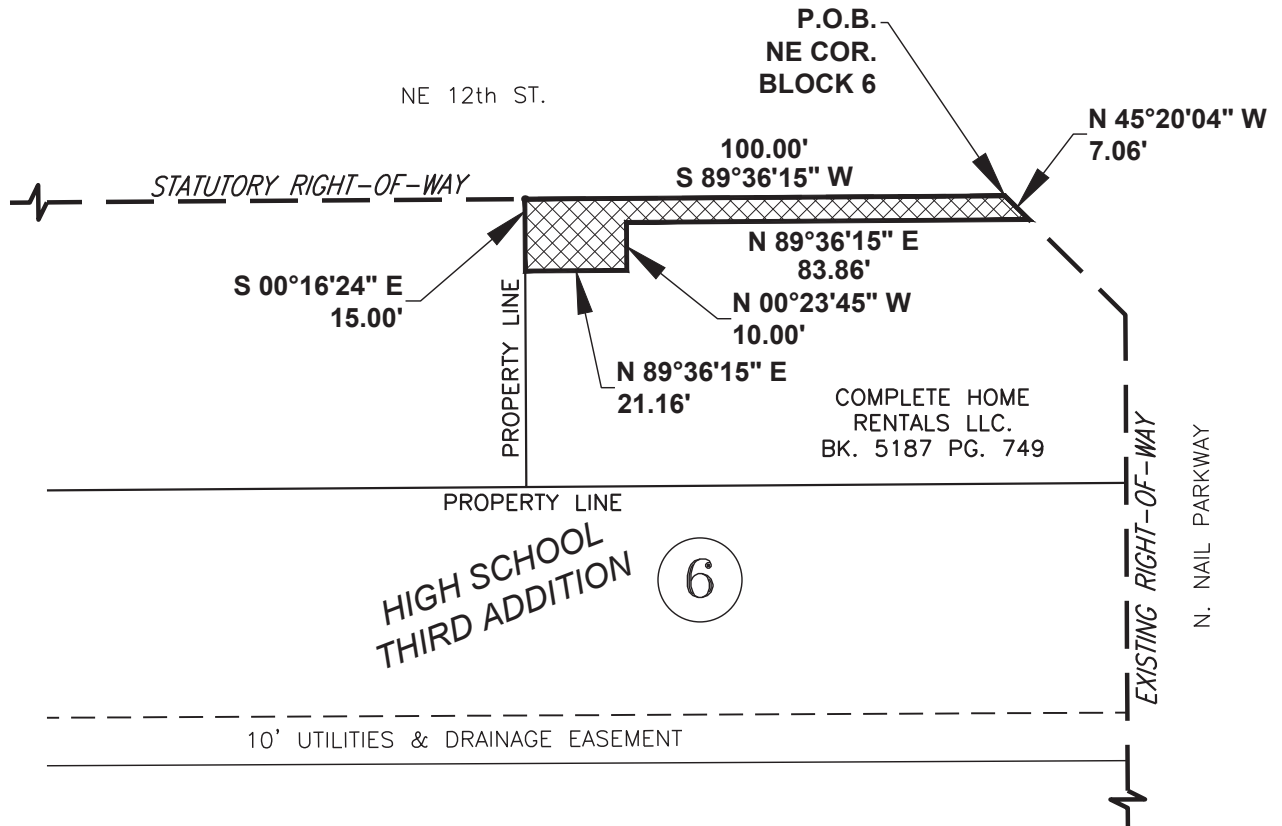 P.O.B.
NE COR.
BLOCK 6
NE 12th ST.
N 45°20'04" W
7.06'
100.00'
S 89°36'15" W
STATUTORY RIGHT-OF-WAY
N 89°36'15" E
83.86'
S 00°16'24" E
15.00'
N 00°23'45" W
10.00'
PROPERTY LINE
N 89°36'15" E
21.16'
COMPLETE HOME
RENTALS LLC.
BK. 5187 PG. 749
EXISTING RIGHT-OF-WAY
N. NAIL PARKWAY
PROPERTY LINE
HIGH SCHOOL
THIRD ADDITION
6
10' UTILITIES & DRAINAGE EASEMENT